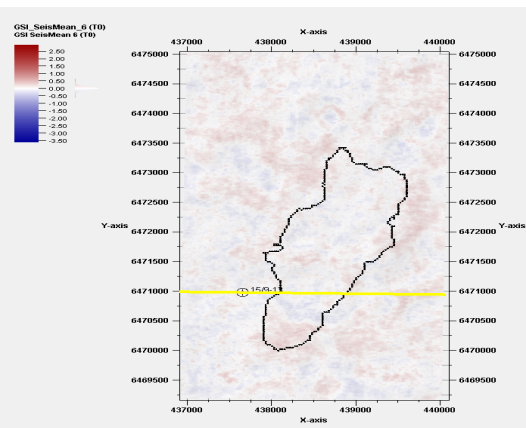 GSI_SeisMean_6 (T0)
GSI SeisMean 6 (T0)
2.50
2.00
1.50
1.00
0.50
0.00
-0.50
-1.00
-1.50
-2.00
-2.50
-3.00
-3.50
X-axis
437000 438000 439000 440000
6475000 6475000
6474500 6474500
6474000 6474000
6473500 6473500
6473000 6473000
6472500 6472500
Y-axis 6472000 6472000 Y-axis
6471500 6471500
6471000 15/9-11 6471000
6470500 6470500
6470000 6470000
6469500 6469500
437000 438000 439000 440000
X-axis